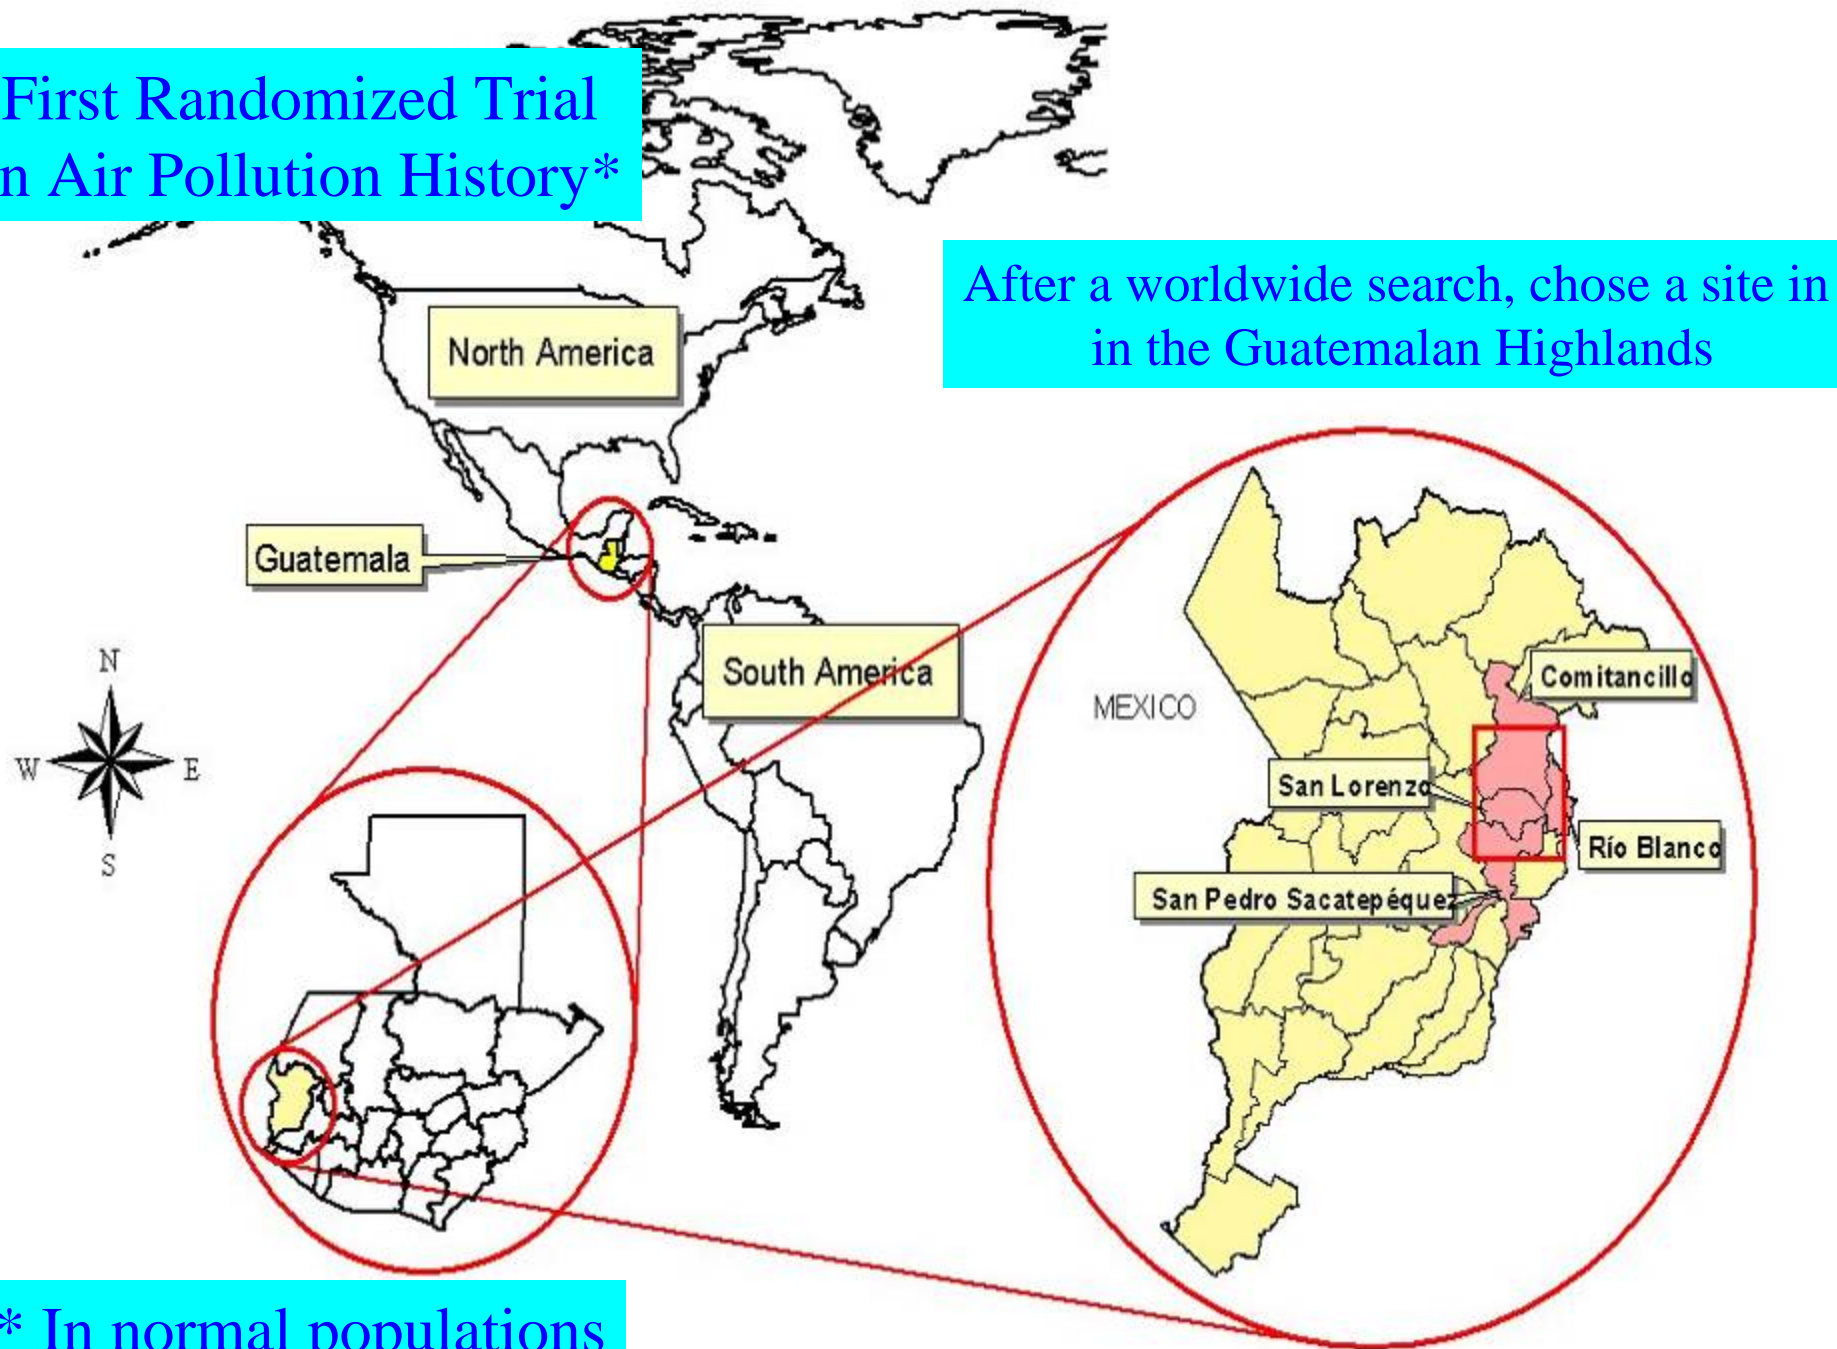 First Randomized Trial
n Air Pollution History*
After a worldwide search, chose a site in
in the Guatemalan Highlands
North America
Guatemala
South America
N
W
E
S
MEXICO
Comitancillo
San Lorenzo
Río Blanco
San Pedro Sacatepéquez
* In normal populations